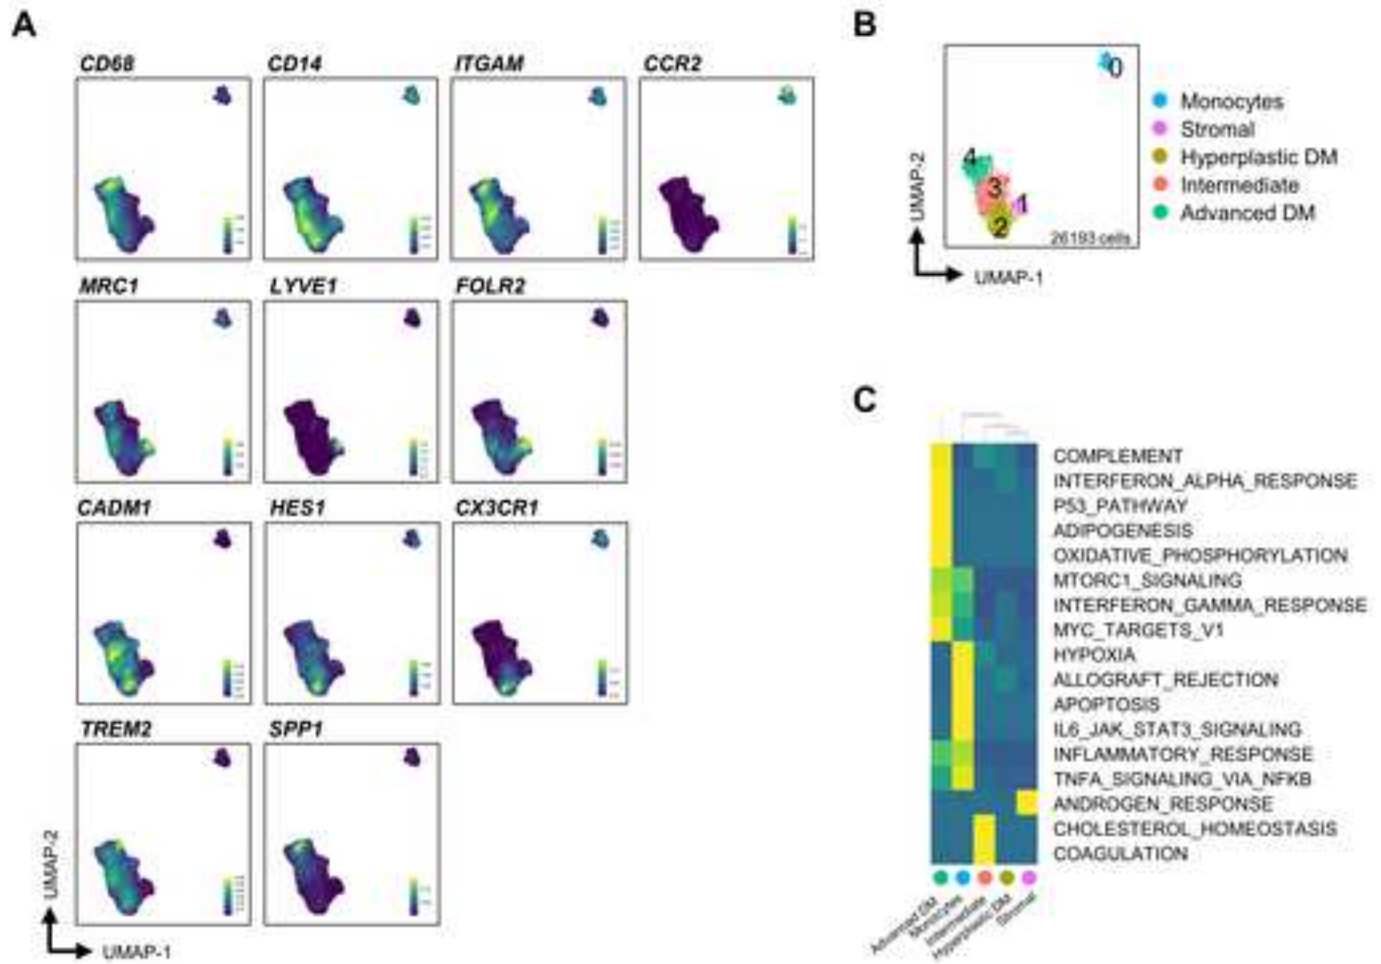 A
CD68
CD14
ITGAM
CCR2
MRC1
LYVE1
FOLR2
CADM1
HES1
CX3CR1
TREM2
SPP1
UMAP-2
UMAP-1
B
0
4
3
1
2
26193 cells
UMAP-2
UMAP-1
Monocytes
Stromal
Hyperplastic DM
Intermediate
Advanced DM
C
COMPLEMENT
INTERFERON_ALPHA_RESPONSE
P53_PATHWAY
ADIPOGENESIS
OXIDATIVE_PHOSPHORYLATION
MTORC1_SIGNALING
INTERFERON_GAMMA_RESPONSE
MYC_TARGETS_V1
HYPOXIA
ALLOGRAFT_REJECTION
APOPTOSIS
IL6_JAK_STAT3_SIGNALING
INFLAMMATORY_RESPONSE
TNFA_SIGNALING_VIA_NFKB
ANDROGEN_RESPONSE
CHOLESTEROL_HOMEOSTASIS
COAGULATION
Advanced DM
Monocytes
Intermediate
Hyperplastic DM
Stromal